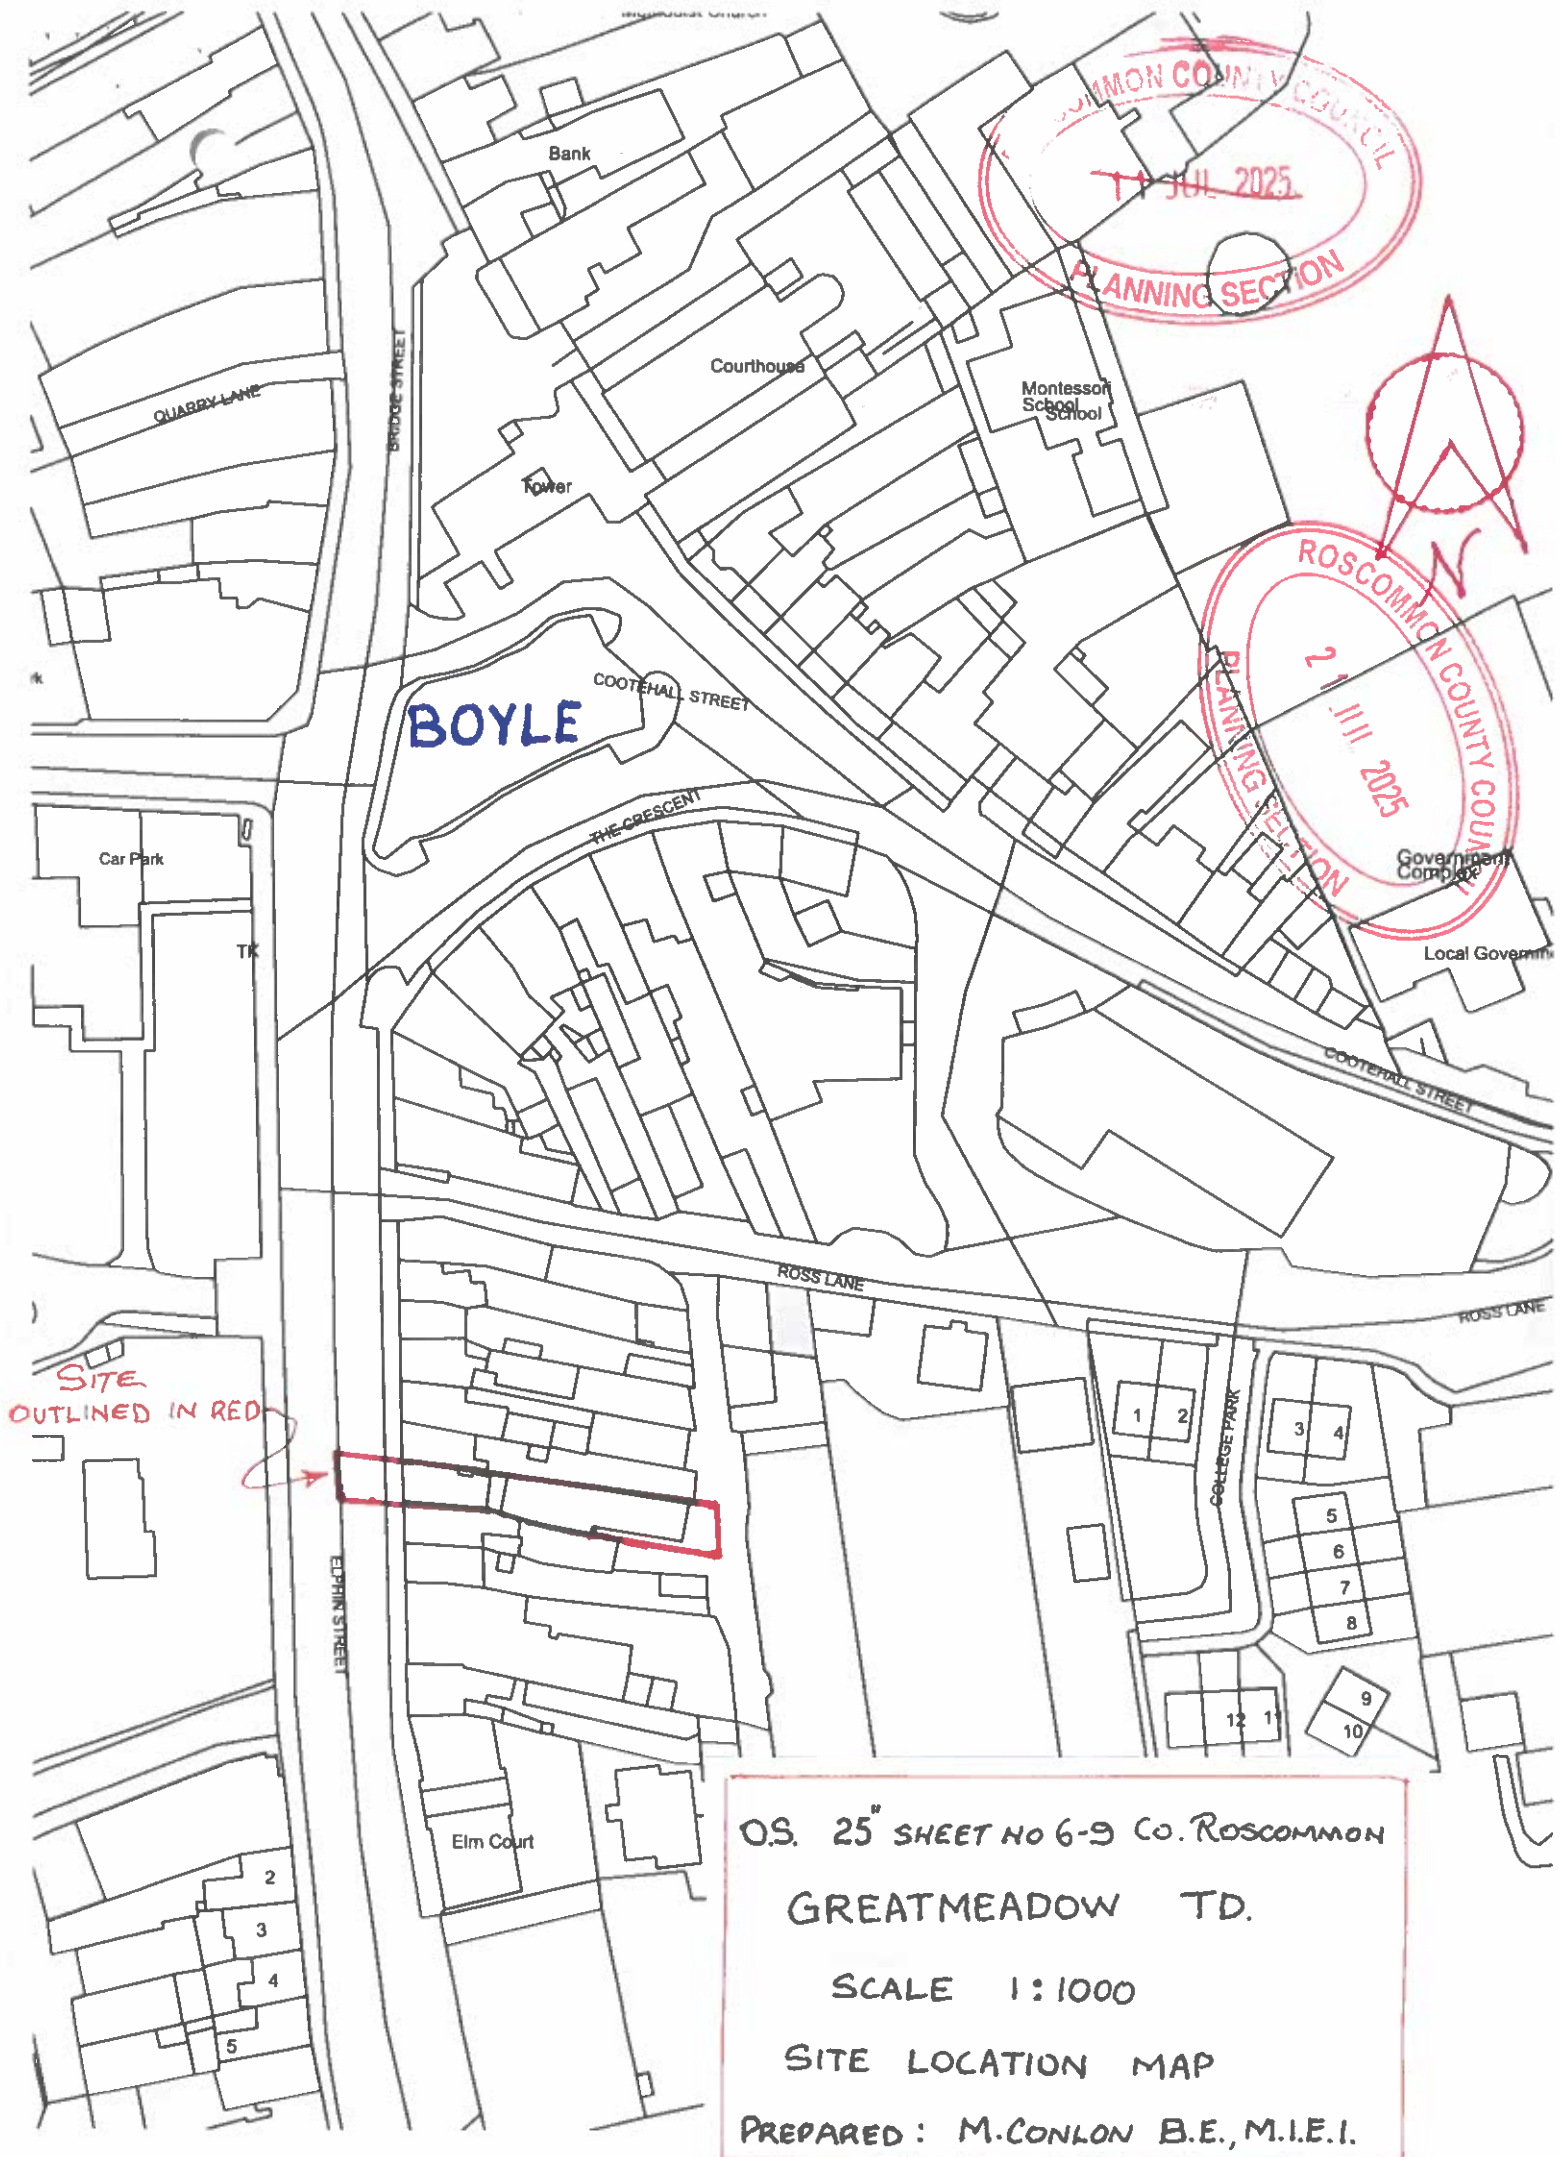 Methodist Church
Bank
COMMON COUNTY COUNCIL
11 JUL 2025
PLANNING SECTION
BRIDGE STREET
QUARRY LANE
Courthouse
Montessori
School
School
Tower
N
ROSCOMMON COUNTY COUNCIL
21 JUL 2025
PLANNING SECTION
COOTEHALL STREET
BOYLE
THE CRESCENT
Car Park
TK
Government
Complex
Local Governm
COOTEHALL STREET
ROSS LANE
ROSS LANE
SITE
OUTLINED IN RED
COLLEGE PARK
1
2
3
4
5
6
7
8
9
10
12
11
ELPHIN STREET
Elm Court
2
3
4
5
O.S. 25" SHEET NO 6-9 CO. ROSCOMMON
GREATMEADOW TD.
SCALE 1:1000
SITE LOCATION MAP
PREPARED: M. CONLON B.E., M.I.E.I.